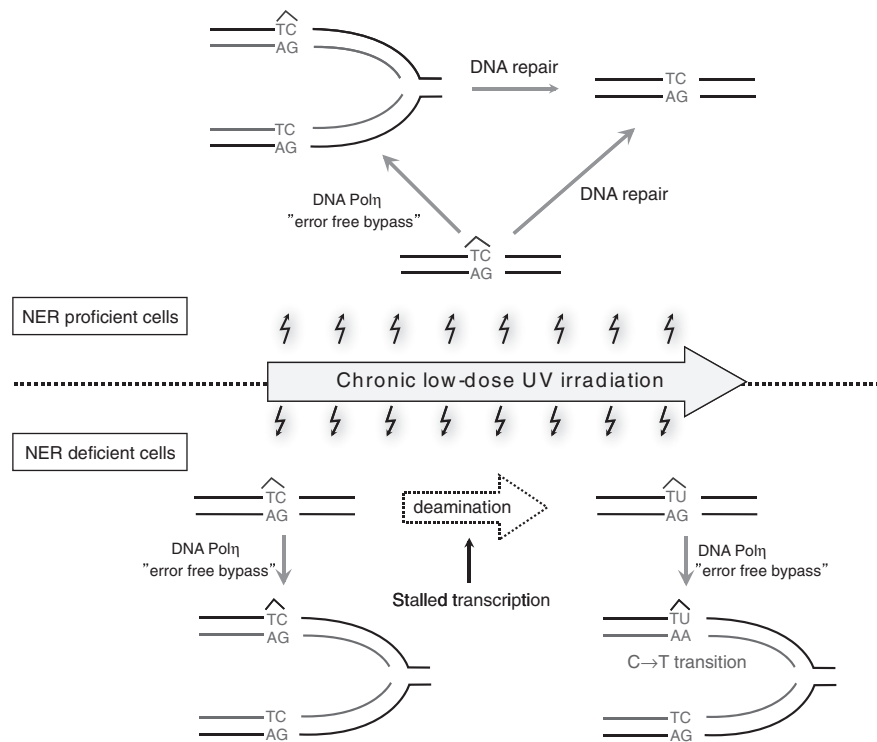 TC
AG
DNA repair
TC
AG
TC
AG
DNA Polη
"error free bypass"
DNA repair
TC
AG
NER proficient cells
Chronic low-dose UV irradiation
NER deficient cells
TC
AG
deamination
TU
AG
DNA Polη
"error free bypass"
DNA Polη
"error free bypass"
Stalled transcription
TC
AG
TU
AA
C→T transition
TC
AG
TC
AG